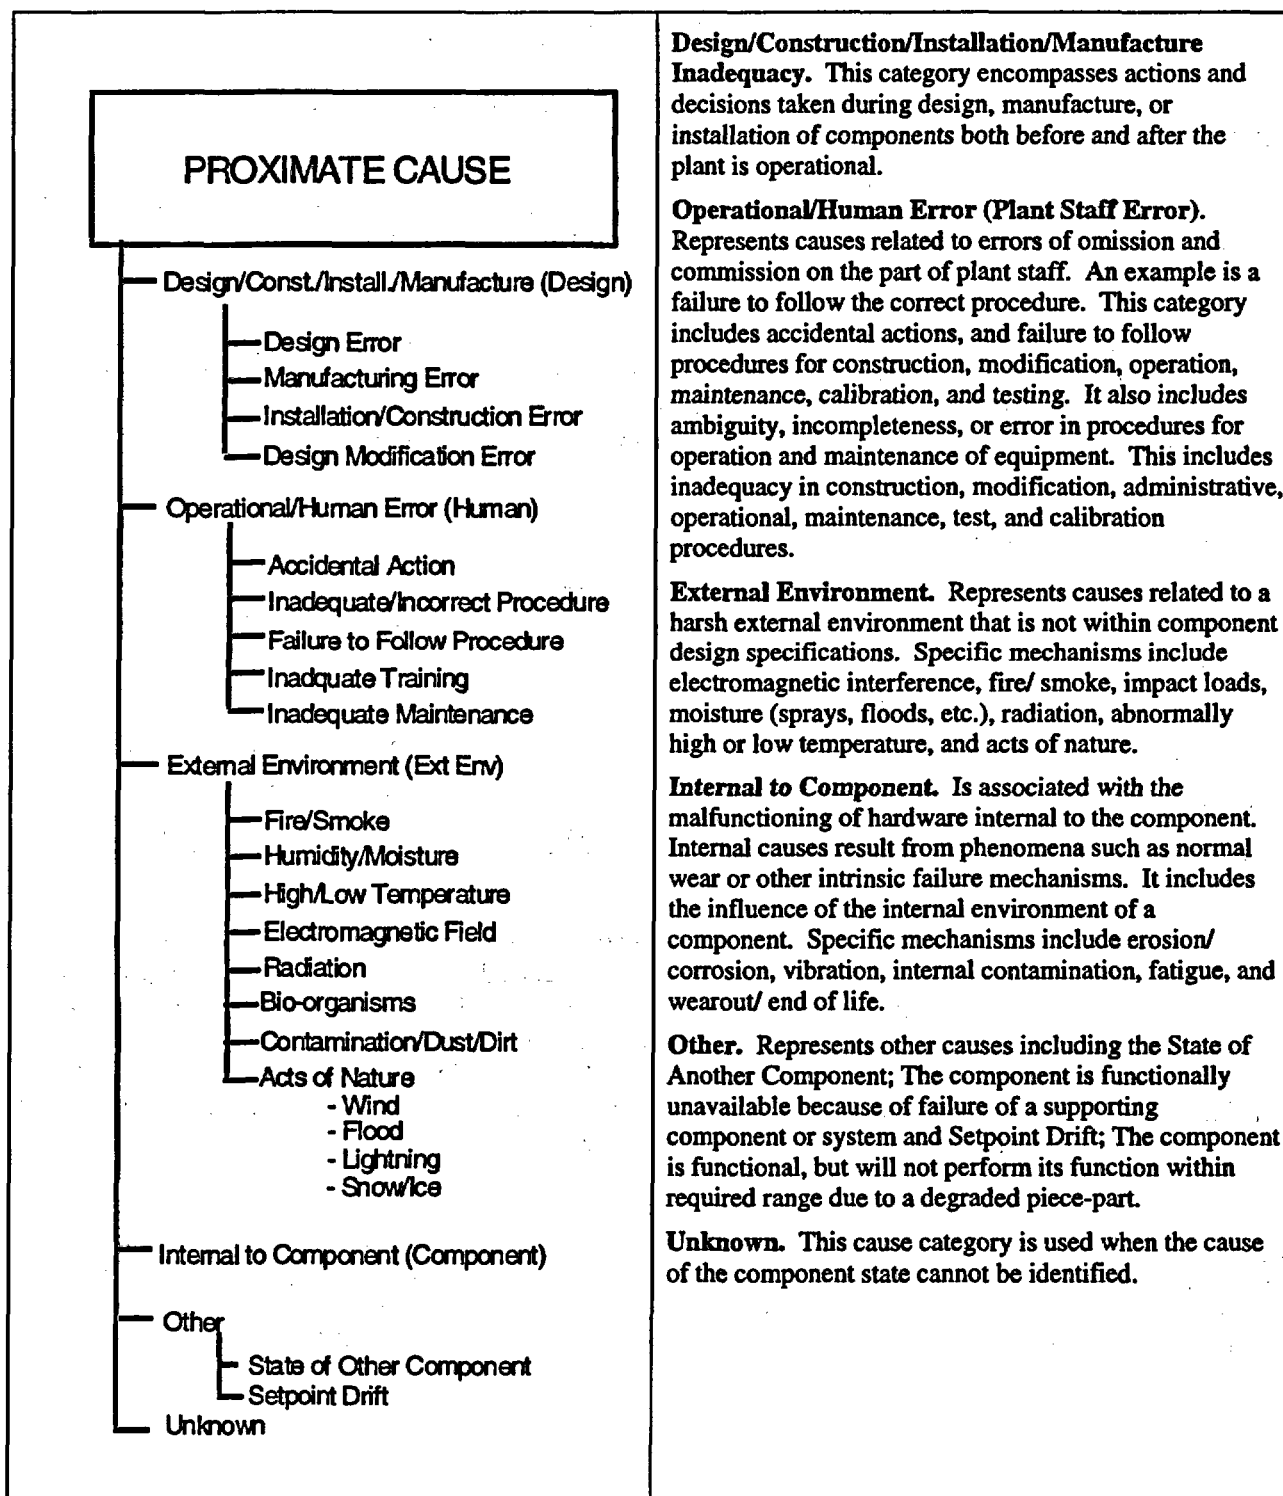 PROXIMATE CAUSE
Design/Const./Install./Manufacture (Design)
Design Error
Manufacturing Error
Installation/Construction Error
Design Modification Error
Operational/Human Error (Human)
Accidental Action
Inadequate/Incorrect Procedure
Failure to Follow Procedure
Inadquate Training
Inadequate Maintenance
External Environment (Ext Env)
Fire/Smoke
Humidity/Moisture
High/Low Temperature
Electromagnetic Field
Radiation
Bio-organisms
Contamination/Dust/Dirt
Acts of Nature
- Wind
- Flood
- Lightning
- Snow/Ice
Internal to Component (Component)
Other
State of Other Component
Setpoint Drift
Unknown
Design/Construction/Installation/Manufacture
Inadequacy. This category encompasses actions and
decisions taken during design, manufacture, or
installation of components both before and after the
plant is operational.
Operational/Human Error (Plant Staff Error).
Represents causes related to errors of omission and
commission on the part of plant staff. An example is a
failure to follow the correct procedure. This category
includes accidental actions, and failure to follow
procedures for construction, modification, operation,
maintenance, calibration, and testing. It also includes
ambiguity, incompleteness, or error in procedures for
operation and maintenance of equipment. This includes
inadequacy in construction, modification, administrative,
operational, maintenance, test, and calibration
procedures.
External Environment. Represents causes related to a
harsh external environment that is not within component
design specifications. Specific mechanisms include
electromagnetic interference, fire/ smoke, impact loads,
moisture (sprays, floods, etc.), radiation, abnormally
high or low temperature, and acts of nature.
Internal to Component. Is associated with the
malfunctioning of hardware internal to the component.
Internal causes result from phenomena such as normal
wear or other intrinsic failure mechanisms. It includes
the influence of the internal environment of a
component. Specific mechanisms include erosion/
corrosion, vibration, internal contamination, fatigue, and
wearout/ end of life.
Other. Represents other causes including the State of
Another Component; The component is functionally
unavailable because of failure of a supporting
component or system and Setpoint Drift; The component
is functional, but will not perform its function within
required range due to a degraded piece-part.
Unknown. This cause category is used when the cause
of the component state cannot be identified.